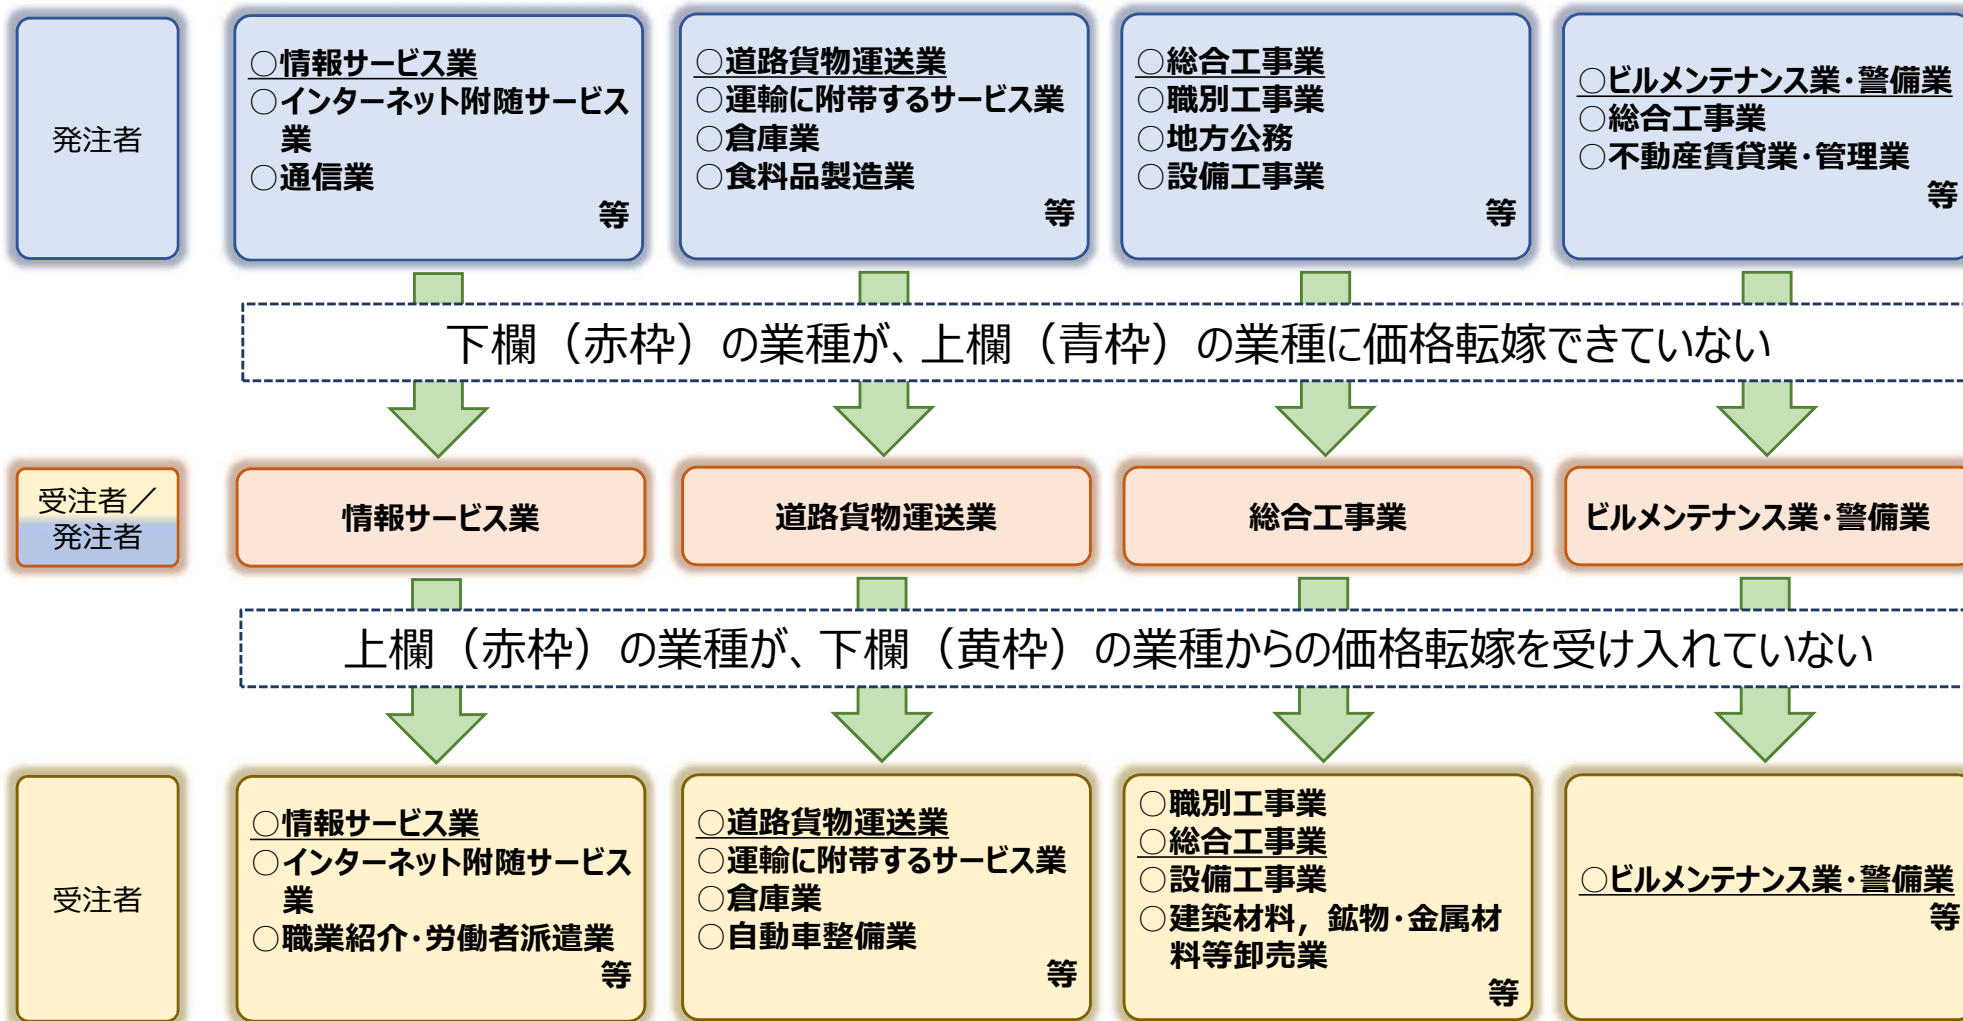 発注者
○情報サービス業
○インターネット附随サービス
業
○通信業
等
○道路貨物運送業
○運輸に附帯するサービス業
○倉庫業
○食料品製造業
等
○総合工事業
○職別工事業
○地方公務
○設備工事業
等
○ビルメンテナンス業・警備業
○総合工事業
○不動産賃貸業・管理業
等
下欄（赤枠）の業種が、上欄（青枠）の業種に価格転嫁できていない
受注者／
発注者
情報サービス業
道路貨物運送業
総合工事業
ビルメンテナンス業・警備業
上欄（赤枠）の業種が、下欄（黄枠）の業種からの価格転嫁を受け入れていない
受注者
○情報サービス業
○インターネット附随サービス
業
○職業紹介・労働者派遣業
等
○道路貨物運送業
○運輸に附帯するサービス業
○倉庫業
○自動車整備業
等
○職別工事業
○総合工事業
○設備工事業
○建築材料，鉱物・金属材
料等卸売業
等
○ビルメンテナンス業・警備業
等